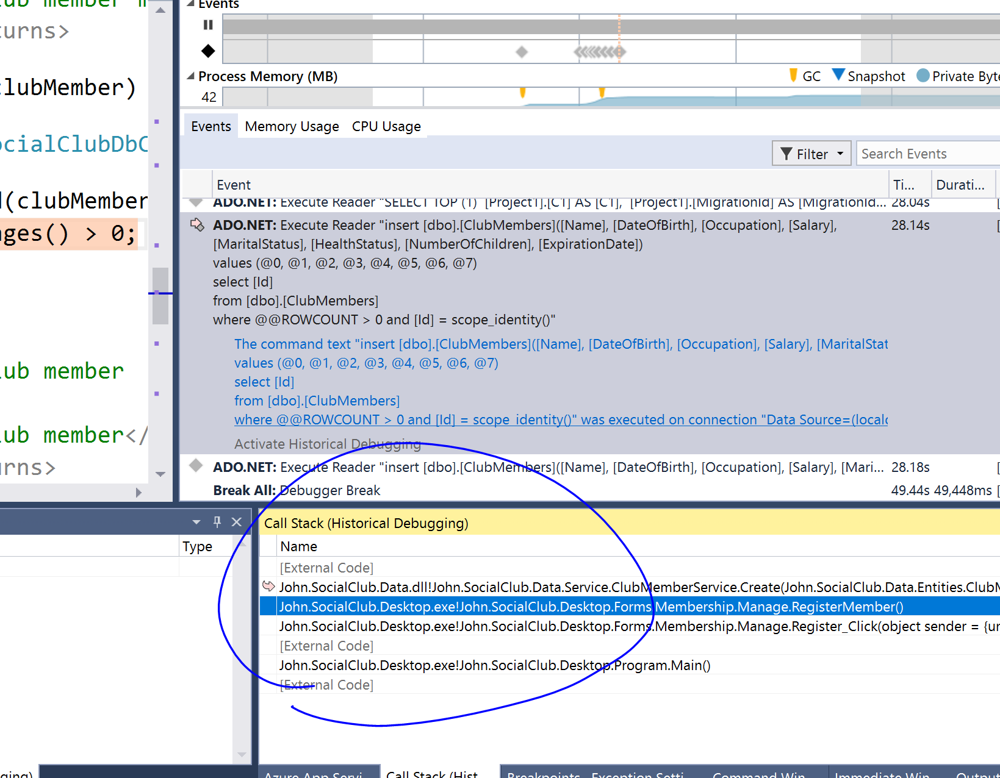 club member
turns>
clubMember)
SocialClubDbC
(clubMember
nges() > 0;
ub member
ub member</
urns>
Events
Process Memory (MB)
GC
Snapshot
Private Byte
42
Events
Memory Usage
CPU Usage
Filter
Search Events
Event
Ti...
Durati...
ADO.NET: Execute Reader "SELECT TOP (1) [Project1].[C1] AS [C1], [Project1].[MigrationId] AS [MigrationId... 28.04s
ADO.NET: Execute Reader "insert [dbo].[ClubMembers]([Name], [DateOfBirth], [Occupation], [Salary], 28.14s
[MaritalStatus], [HealthStatus], [NumberOfChildren], [ExpirationDate])
values (@0, @1, @2, @3, @4, @5, @6, @7)
select [Id]
from [dbo].[ClubMembers]
where @@ROWCOUNT > 0 and [Id] = scope_identity()"
The command text "insert [dbo].[ClubMembers]([Name], [DateOfBirth], [Occupation], [Salary], [MaritalStat
values (@0, @1, @2, @3, @4, @5, @6, @7)
select [Id]
from [dbo].[ClubMembers]
where @@ROWCOUNT > 0 and [Id] = scope_identity()" was executed on connection "Data Source=(localc
Activate Historical Debugging
ADO.NET: Execute Reader "insert [dbo].[ClubMembers]([Name], [DateOfBirth], [Occupation], [Salary], [Mari... 28.18s
Break All: Debugger Break 49.44s 49,448ms [
Type
Call Stack (Historical Debugging)
Name
[External Code]
John.SocialClub.Data.dll!John.SocialClub.Data.Service.ClubMemberService.Create(John.SocialClub.Data.Entities.ClubM
John.SocialClub.Desktop.exe!John.SocialClub.Desktop.Forms.Membership.Manage.RegisterMember()
John.SocialClub.Desktop.exe!John.SocialClub.Desktop.Forms.Membership.Manage.Register_Click(object sender = {ur
[External Code]
John.SocialClub.Desktop.exe!John.SocialClub.Desktop.Program.Main()
[External Code]
ging)
Azure App Servi...
Call Stack (Hist...
Breakpoints
Exception Setti...
Command Win...
Immediate Win...
Output